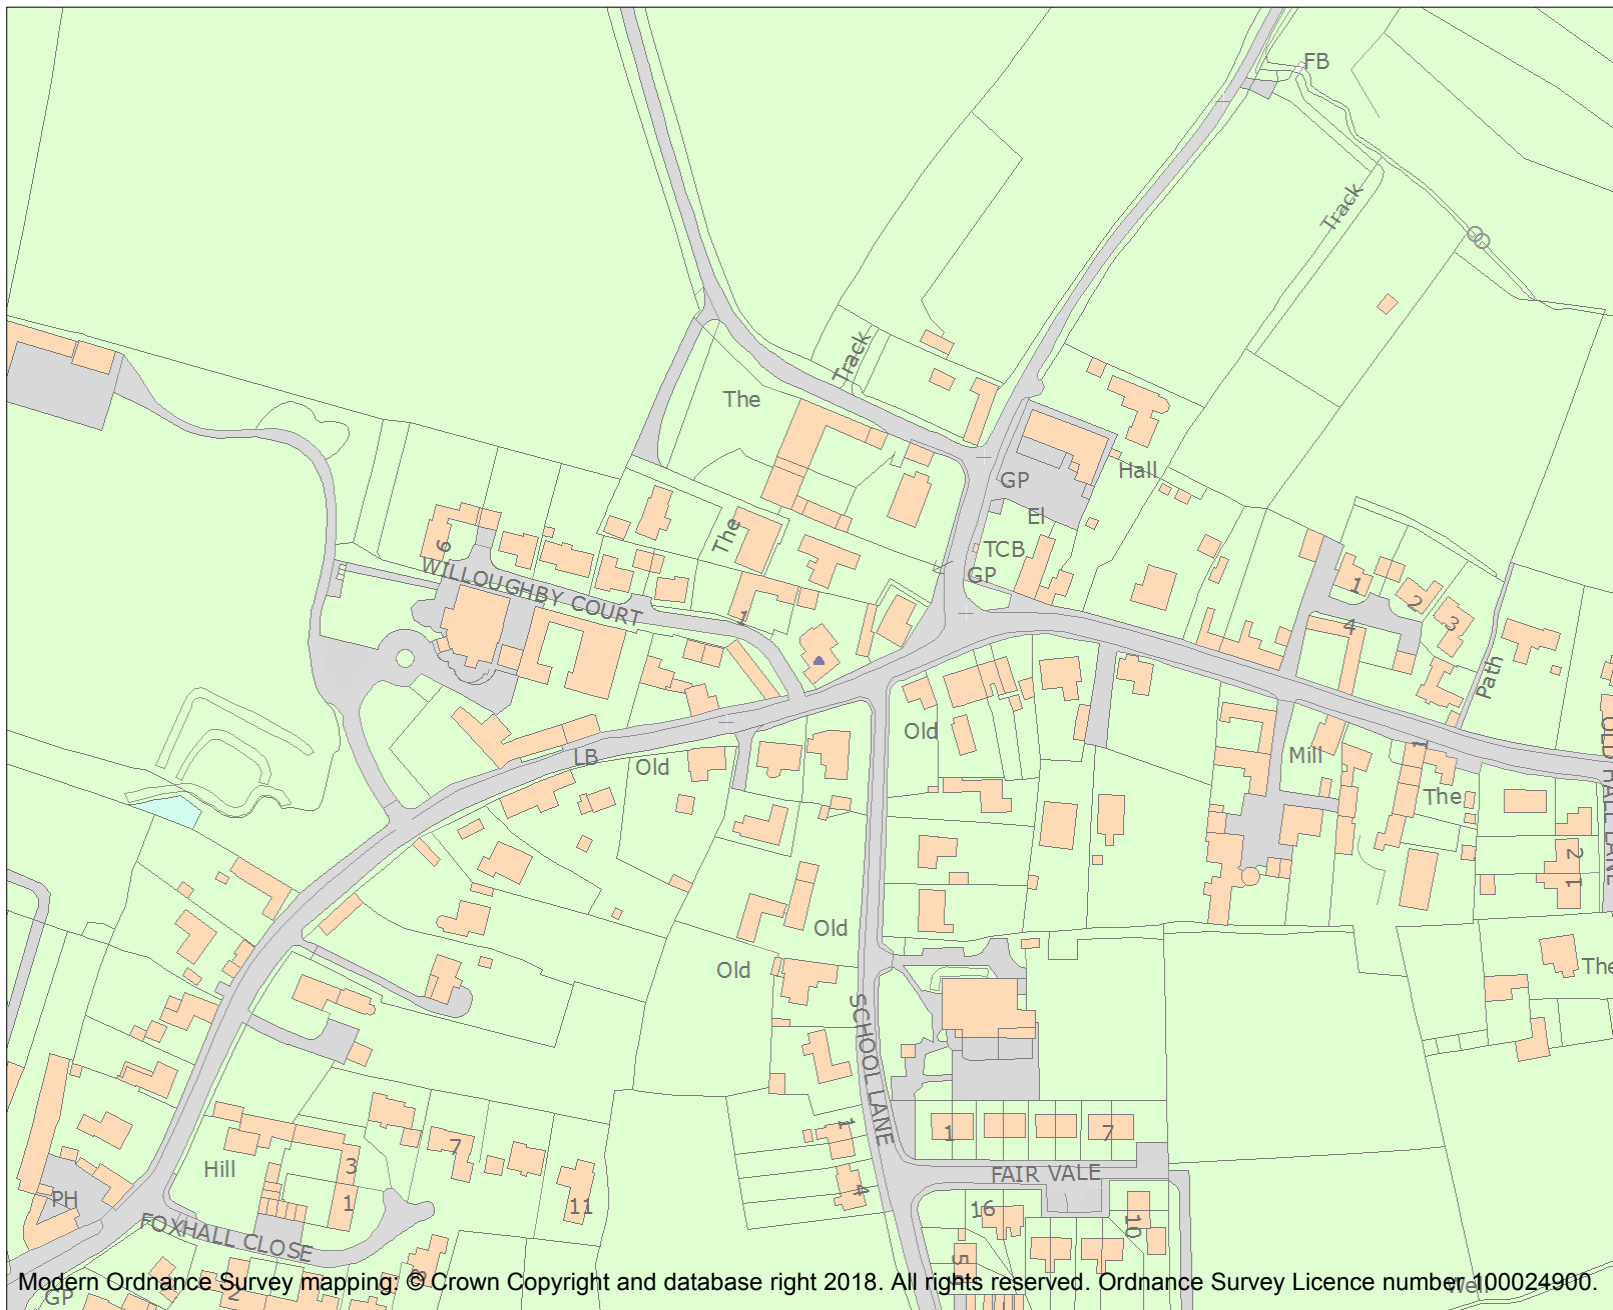 FB
Track
Track
The
Hall
GP
El
The
TCB
6
GP
WILLOUGHBY COURT
1
1
2
3
4
Path
Old
OLD HALL LANE
LB
Old
Mill
1
The
2
1
Old
Old
The
SCHOOL LANE
1
1
7
7
3
Hill
FAIR VALE
4
PH
1
11
16
10
FOXHALL CLOSE
5
8
2
GP
Well
Modern Ordnance Survey mapping: © Crown Copyright and database right 2018. All rights reserved. Ordnance Survey Licence number 100024900.